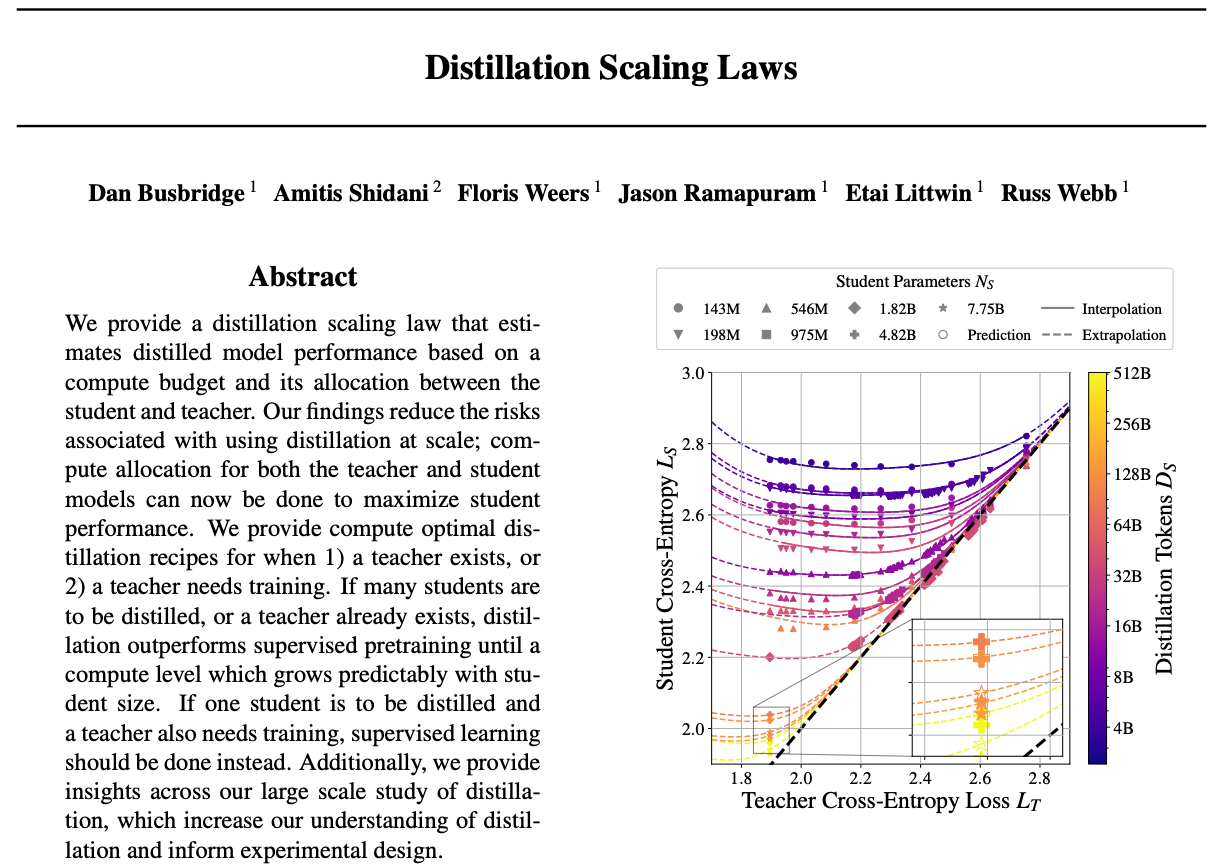 Distillation Scaling Laws
Dan Busbridge 1 Amitis Shidani 2 Floris Weers 1 Jason Ramapuram 1 Etai Littwin 1 Russ Webb 1
Abstract
We provide a distillation scaling law that esti-
mates distilled model performance based on a
compute budget and its allocation between the
student and teacher. Our findings reduce the risks
associated with using distillation at scale; com-
pute allocation for both the teacher and student
models can now be done to maximize student
performance. We provide compute optimal dis-
tillation recipes for when 1) a teacher exists, or
2) a teacher needs training. If many students are
to be distilled, or a teacher already exists, distil-
lation outperforms supervised pretraining until a
compute level which grows predictably with stu-
dent size. If one student is to be distilled and
a teacher also needs training, supervised learning
should be done instead. Additionally, we provide
insights across our large scale study of distilla-
tion, which increase our understanding of distil-
lation and inform experimental design.
Student Parameters N_S
143M 546M 1.82B 7.75B Interpolation
198M 975M 4.82B Prediction Extrapolation
3.0
2.8
2.6
2.4
2.2
2.0
Student Cross-Entropy L_S
1.8 2.0 2.2 2.4 2.6 2.8
Teacher Cross-Entropy Loss L_T
512B
256B
128B
64B
32B
16B
8B
4B
Distillation Tokens D_S